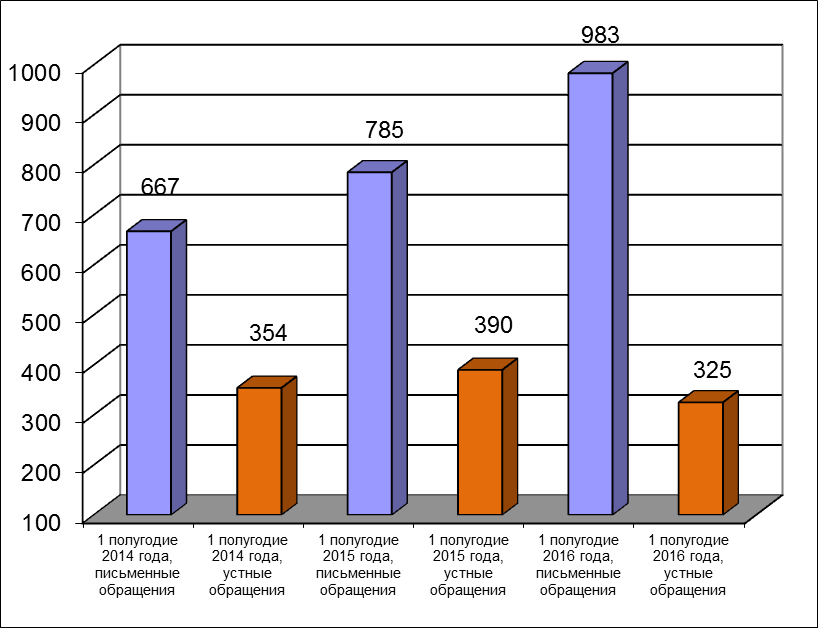 983
785
667
390
354
325
1000
900
800
700
600
500
400
300
200
100
1 полугодие
2014 года,
письменные
обращения
1 полугодие
2014 года,
устные
обращения
1 полугодие
2015 года,
письменные
обращения
1 полугодие
2015 года,
устные
обращения
1 полугодие
2016 года,
письменные
обращения
1 полугодие
2016 года,
устные
обращения